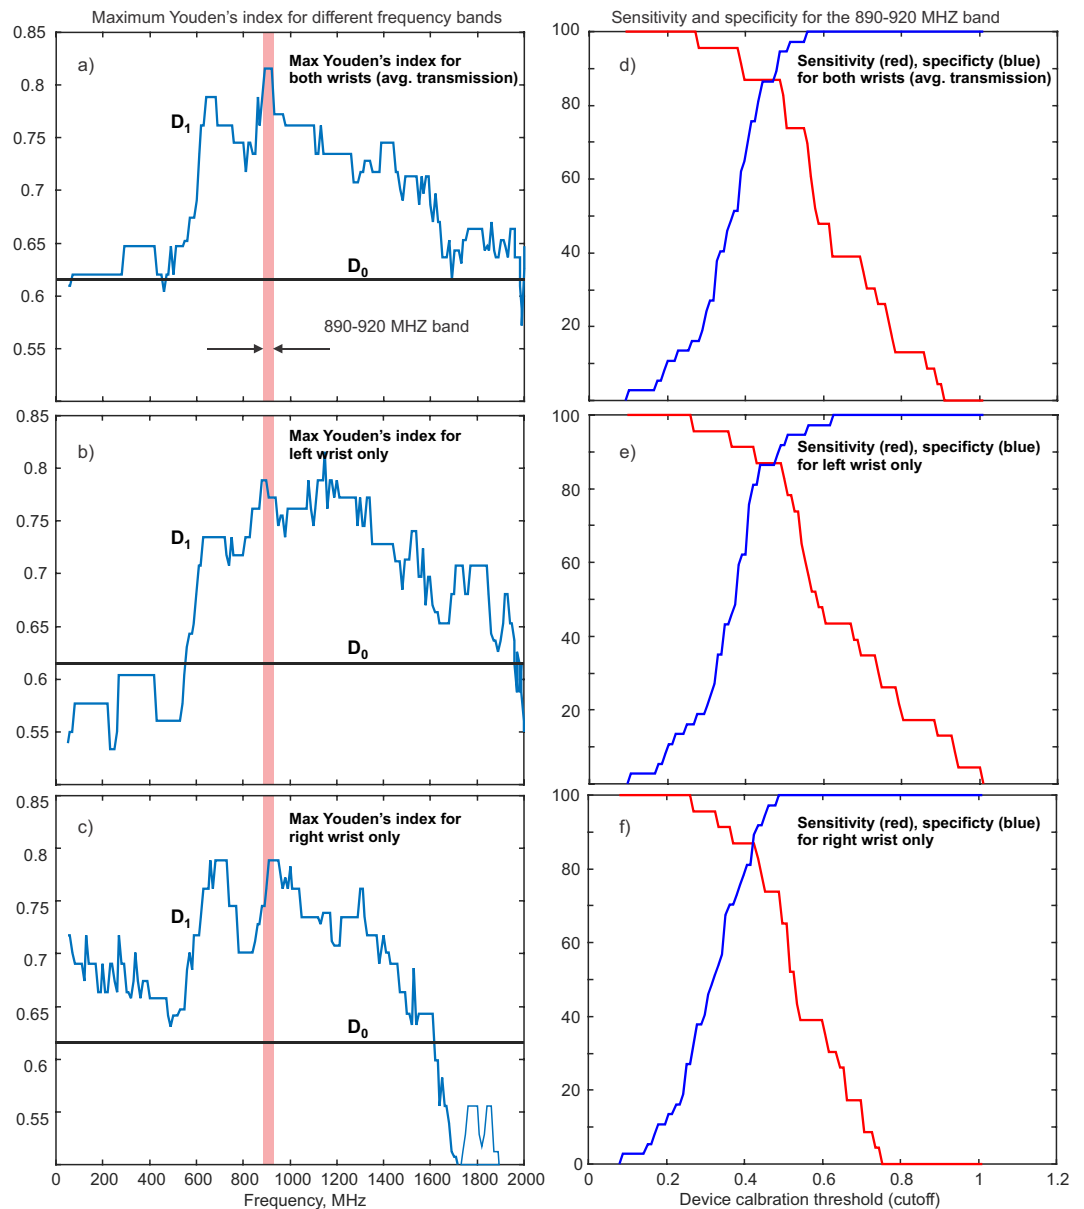 Maximum Youden's index for different frequency bands
Sensitivity and specificity for the 890-920 MHZ band
0.85
0.8
0.75
0.7
0.65
0.6
0.55
a)
Max Youden's index for
both wrists (avg. transmission)
D1
D0
890-920 MHZ band
100
80
60
40
20
d)
Sensitivity (red), specificity (blue)
for both wrists (avg. transmission)
0.85
0.8
0.75
0.7
0.65
0.6
0.55
b)
Max Youden's index for
left wrist only
D1
D0
100
80
60
40
20
e)
Sensitivity (red), specificty (blue)
for left wrist only
0.85
0.8
0.75
0.7
0.65
0.6
0.55
c)
Max Youden's index for
right wrist only
D1
D0
0 200 400 600 800 1000 1200 1400 1600 1800 2000
Frequency, MHz
100
80
60
40
20
0
f)
Sensitivity (red), specificty (blue)
for right wrist only
0 0.2 0.4 0.6 0.8 1 1.2
Device calbration threshold (cutoff)